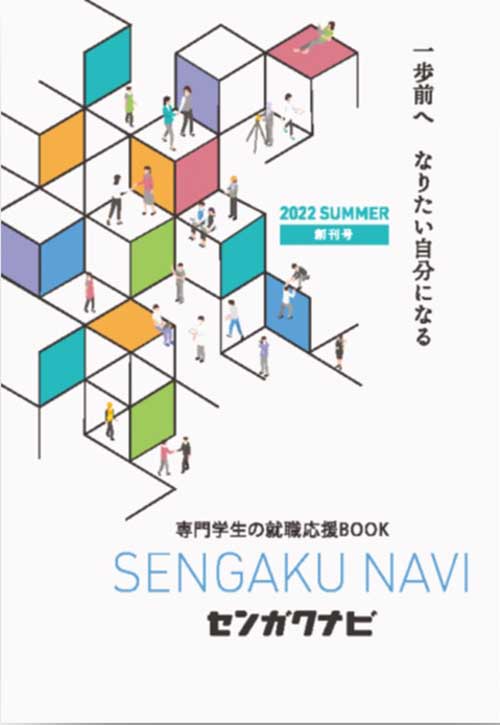 一歩前へ なりたい自分になる
2022 SUMMER
創刊号
専門学生の就職応援BOOK
SENGAKU NAVI
センガクナビ